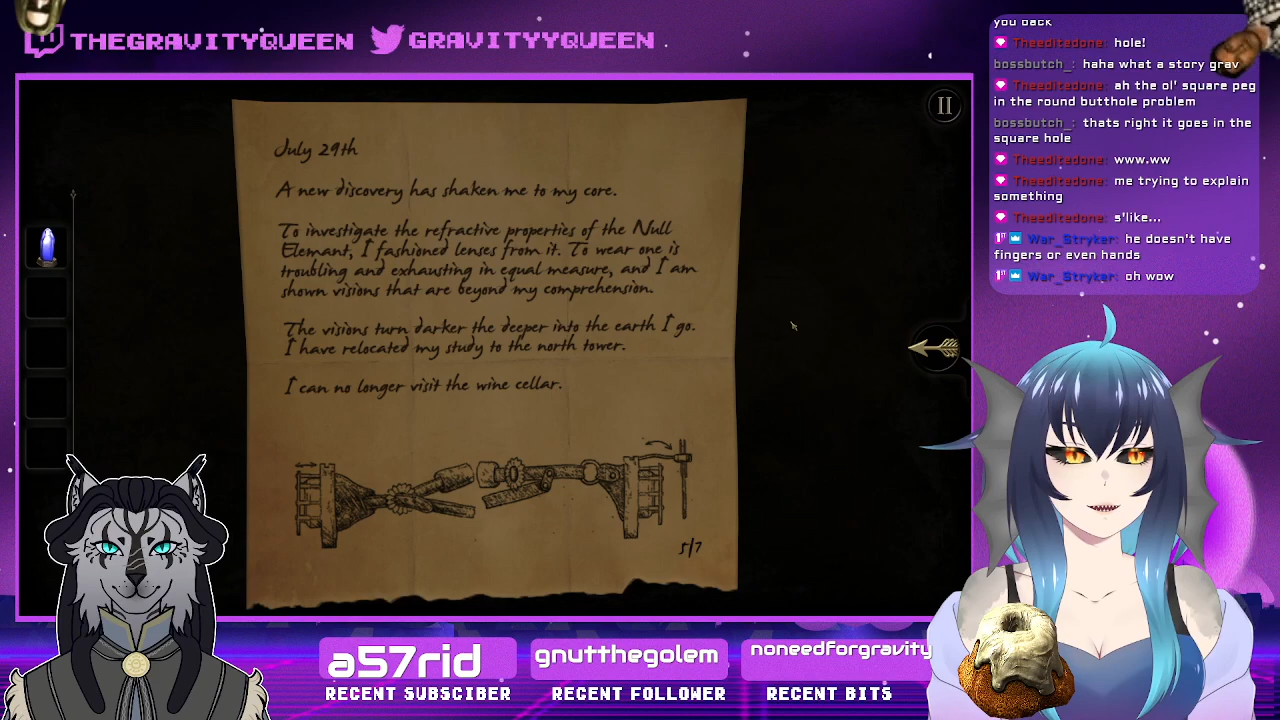 THEGRAVITYQUEEN
GRAVITYYQUEEN
July 29th
A new discovery has shaken me to my core.
To investigate the refractive properties of the Null
Elemant, I fashioned lenses from it. To wear one is
troubling and exhausting in equal measure, and I am
shown visions that are beyond my comprehension.
The visions turn darker the deeper into the earth I go.
I have relocated my study to the north tower.
I can no longer visit the wine cellar.
5/7
you back
Theeditedone: hole!
bossbutch_: haha what a story grav
Theeditedone: ah the ol' square peg
in the round butthole problem
bossbutch_: thats right it goes in the
square hole
Theeditedone: www.ww
Theeditedone: me trying to explain
something
Theeditedone: s'like...
War_Stryker: he doesn't have
fingers or even hands
War_Stryker: oh wow
a57rid
RECENT SUBSCIBER
gnutthegolem
RECENT FOLLOWER
noneedforgravity
RECENT BITS